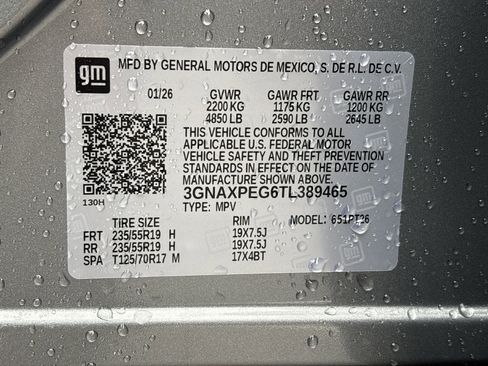 gm
MFD BY GENERAL MOTORS DE MEXICO, S. DE R.L. DE C.V.
01/26 GVWR GAWR FRT GAWR RR
2200 KG 1175 KG 1200 KG
4850 LB 2590 LB 2645 LB
THIS VEHICLE CONFORMS TO ALL
APPLICABLE U.S. FEDERAL MOTOR
VEHICLE SAFETY AND THEFT PREVENTION
STANDARDS IN EFFECT ON THE DATE OF
MANUFACTURE SHOWN ABOVE.
130H 3GNAXPEG6TL389465
TYPE: MPV
TIRE SIZE RIM MODEL: 651PT26
FRT 235/55R19 H 19X7.5J
RR 235/55R19 H 19X7.5J
SPA T125/70R17 M 17X4BT